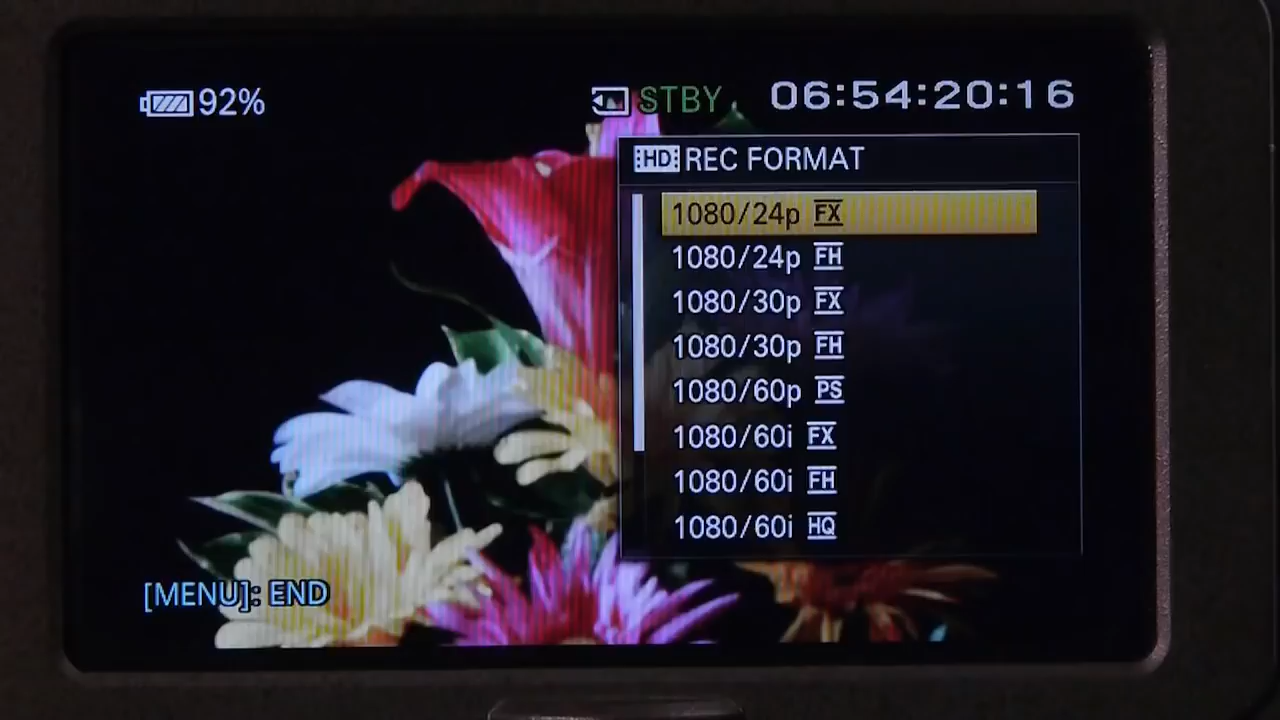 92%
STBY
06:54:20:16
HD REC FORMAT
1080/24p FX
1080/24p FH
1080/30p FX
1080/30p FH
1080/60p PS
1080/60i FX
1080/60i FH
1080/60i HQ
[MENU]: END